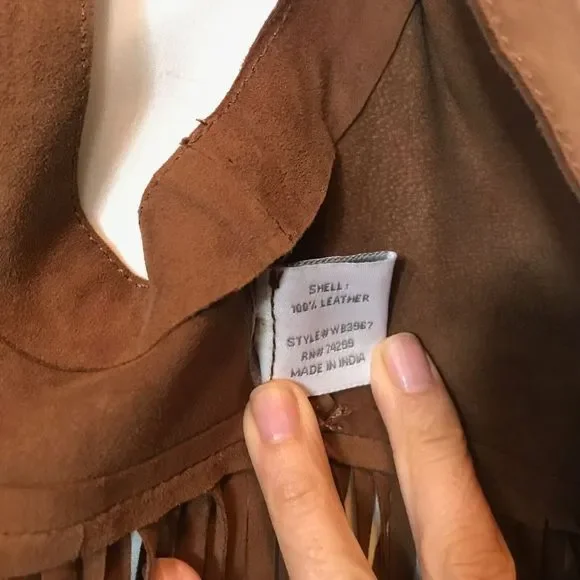 SHELL:
100% LEATHER
STYLE# WB3967
RN# 74299
MADE IN INDIA